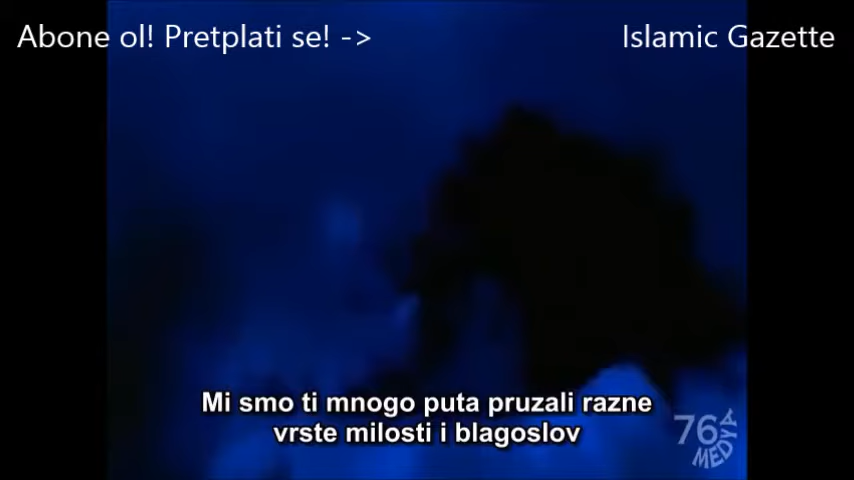 Abone ol! Pretplati se! ->
Islamic Gazette
Mi smo ti mnogo puta pruzali razne
vrste milosti i blagoslov
76
MEDYA